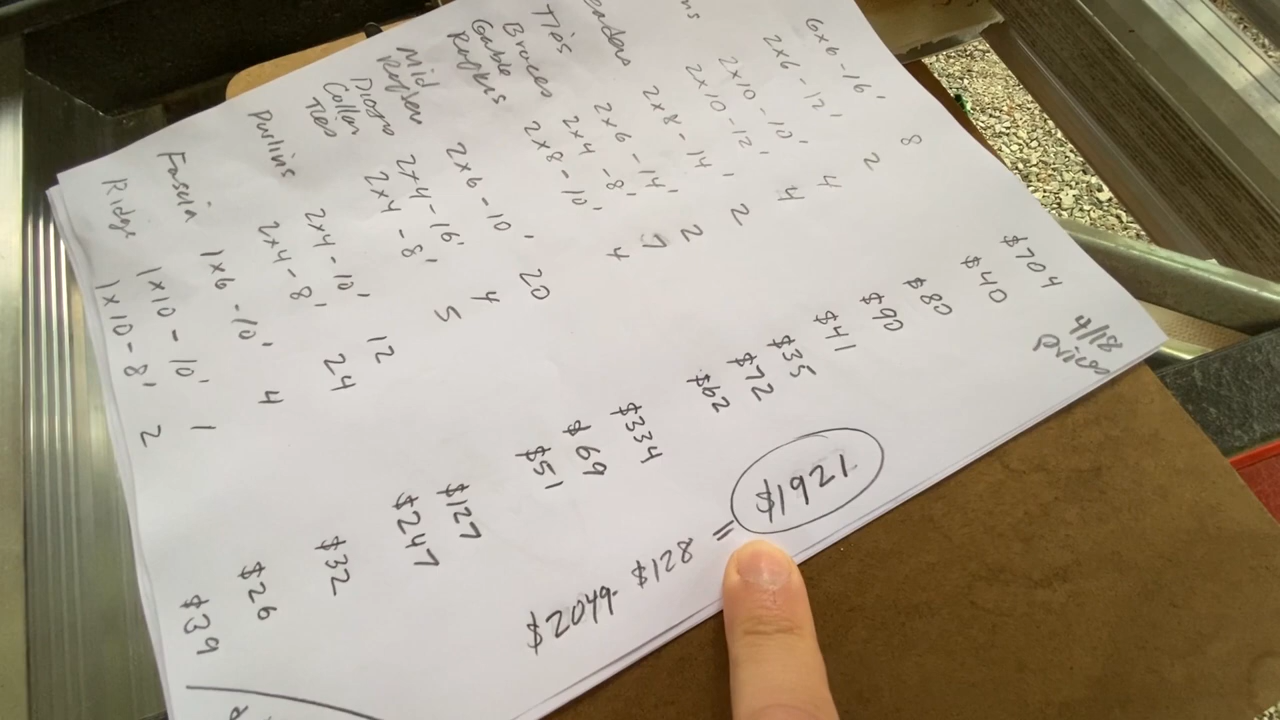 4/18 prices
6x6-16' 8 $704
2x6-12' 2 $40
2x10-10' 4 $80
2x10-12' 4 $90
2x8-14' 2 $41
2x6-14' 2 $35
Tips 2x4-8' 7 $72
Braces 2x8-10' 4 $62
Gable
2x6-10' 20 $334
Mid 2x4-16' 4 $69
2x4-8' 5 $51
Collar
Ties
Purlins 2x4-10' 12 $127
2x4-8' 24 $247
Fascia 1x6-10' 4 $32
Ridge 1x10-10' 1 $26
1x10-8' 2 $39
$2049- $128 = $1921